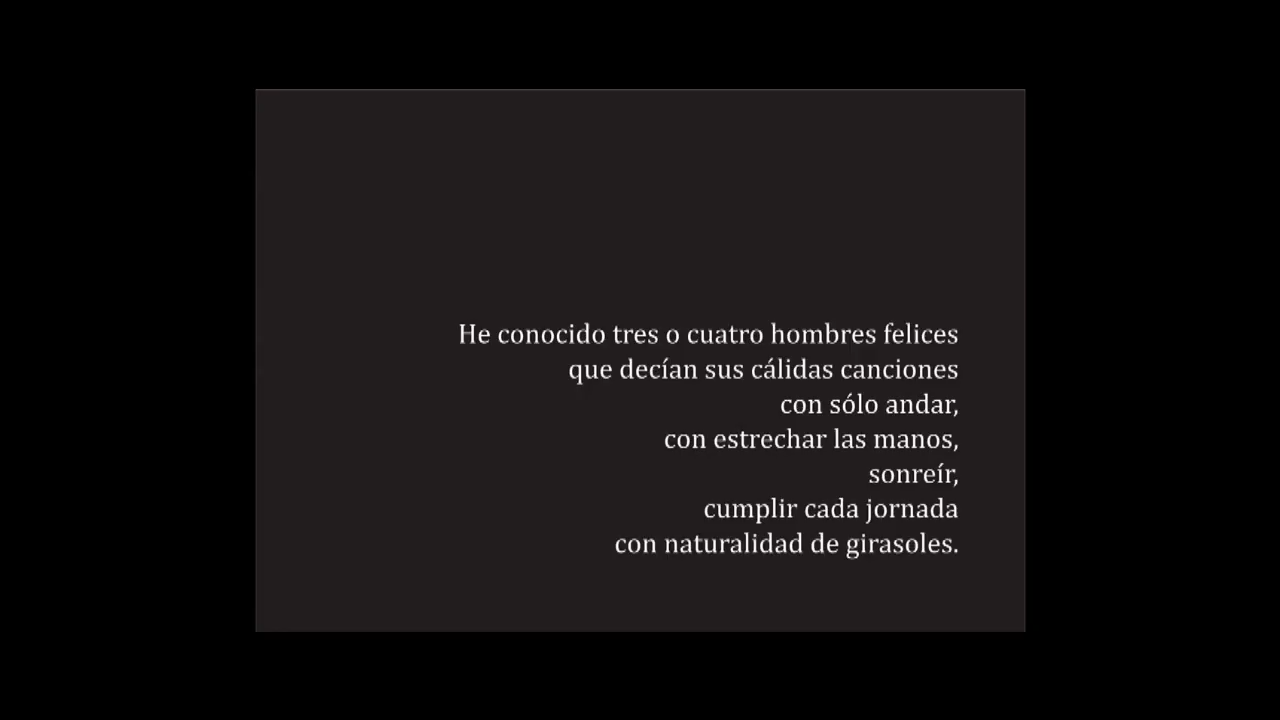 He conocido tres o cuatro hombres felices
que decían sus cálidas canciones
con sólo andar,
con estrechar las manos,
sonreír,
cumplir cada jornada
con naturalidad de girasoles.